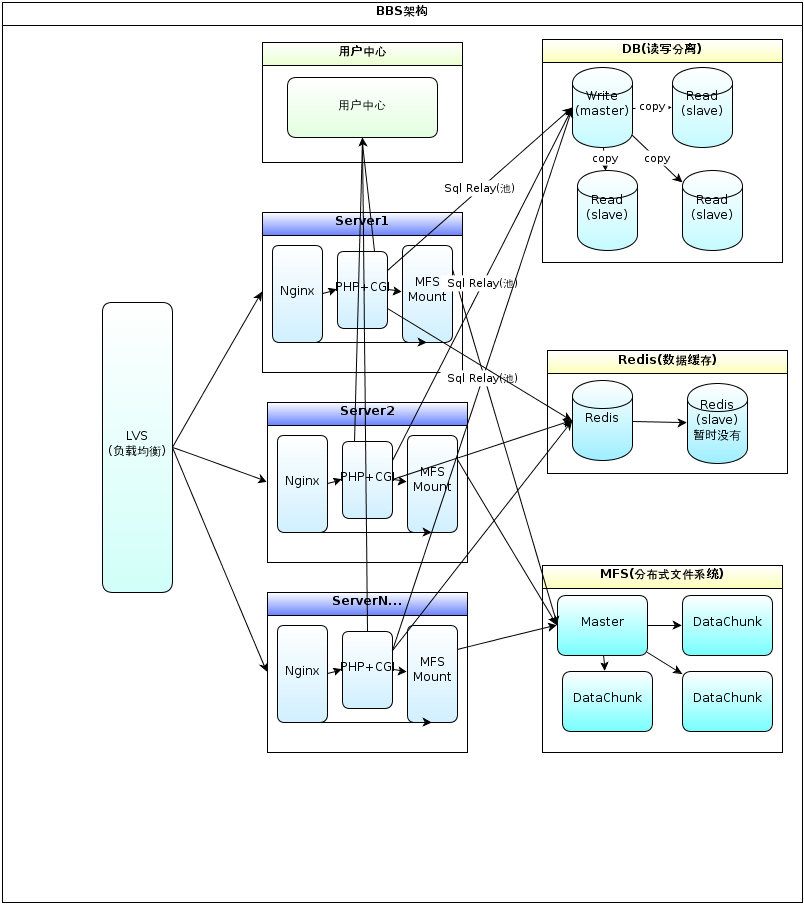 BBS架构
用户中心
用户中心
DB(读写分离)
Write
(master)
copy
Read
(slave)
copy
copy
Read
(slave)
Read
(slave)
Sql Relay(池)
Server1
Nginx
PHP+CGI
MFS
Mount
Sql Relay(池)
LVS
(负载均衡)
Sql Relay(池)
Server2
Nginx
PHP+CGI
MFS
Mount
Redis(数据缓存)
Redis
Redis
(slave)
暂时没有
ServerN...
Nginx
PHP+CGI
MFS
Mount
MFS(分布式文件系统)
Master
DataChunk
DataChunk
DataChunk